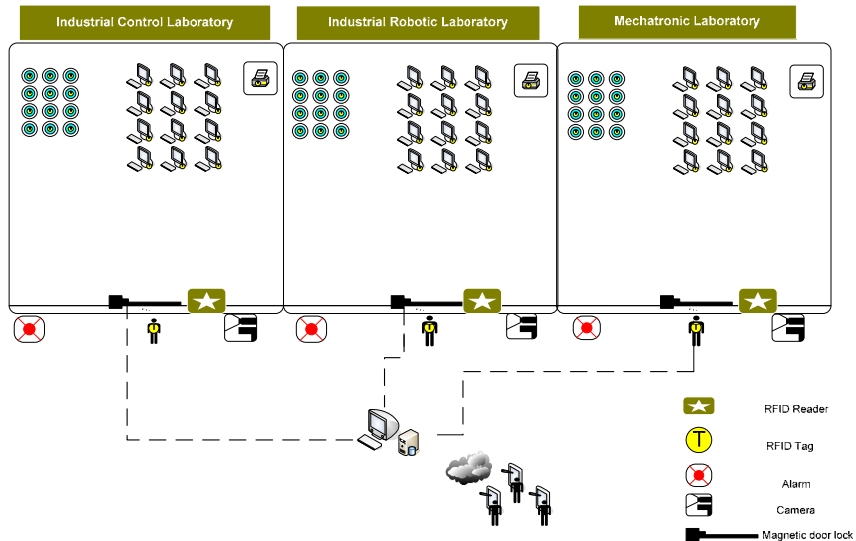 Industrial Control Laboratory
Industrial Robotic Laboratory
Mechatronic Laboratory
T
T
T
RFID Reader
T
RFID Tag
Alarm
Camera
Magnetic door lock